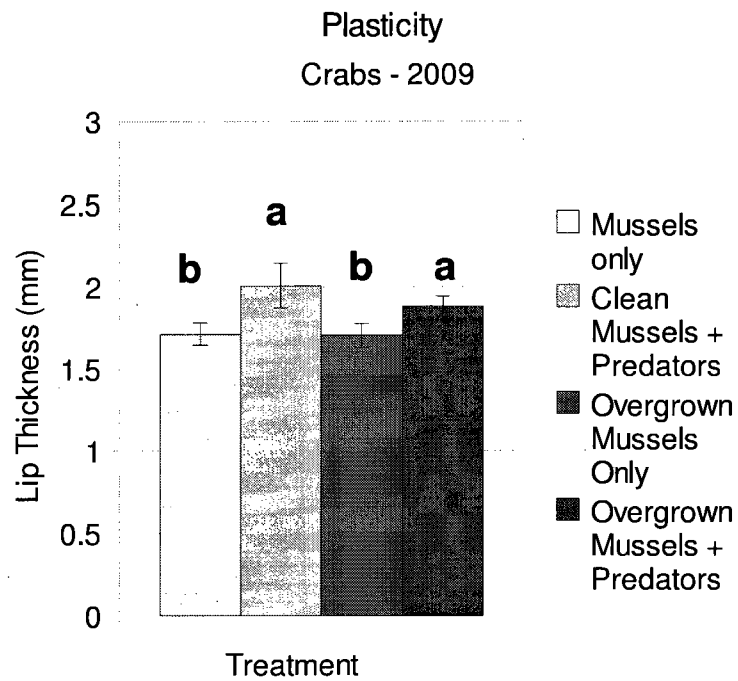 Plasticity
Crabs - 2009
3
2.5
2
1.5
1
0.5
0
Lip Thickness (mm)
b
a
b
a
Treatment
Mussels
only
Clean
Mussels +
Predators
Overgrown
Mussels
Only
Overgrown
Mussels +
Predators